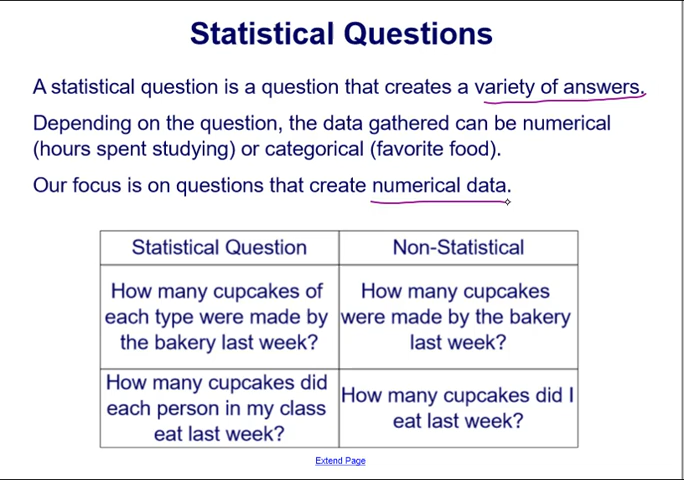 Statistical Questions
A statistical question is a question that creates a variety of answers.
Depending on the question, the data gathered can be numerical
(hours spent studying) or categorical (favorite food).
Our focus is on questions that create numerical data.
Statistical Question
Non-Statistical
How many cupcakes of
each type were made by
the bakery last week?
How many cupcakes
were made by the bakery
last week?
How many cupcakes did
each person in my class
eat last week?
How many cupcakes did I
eat last week?
Extend Page